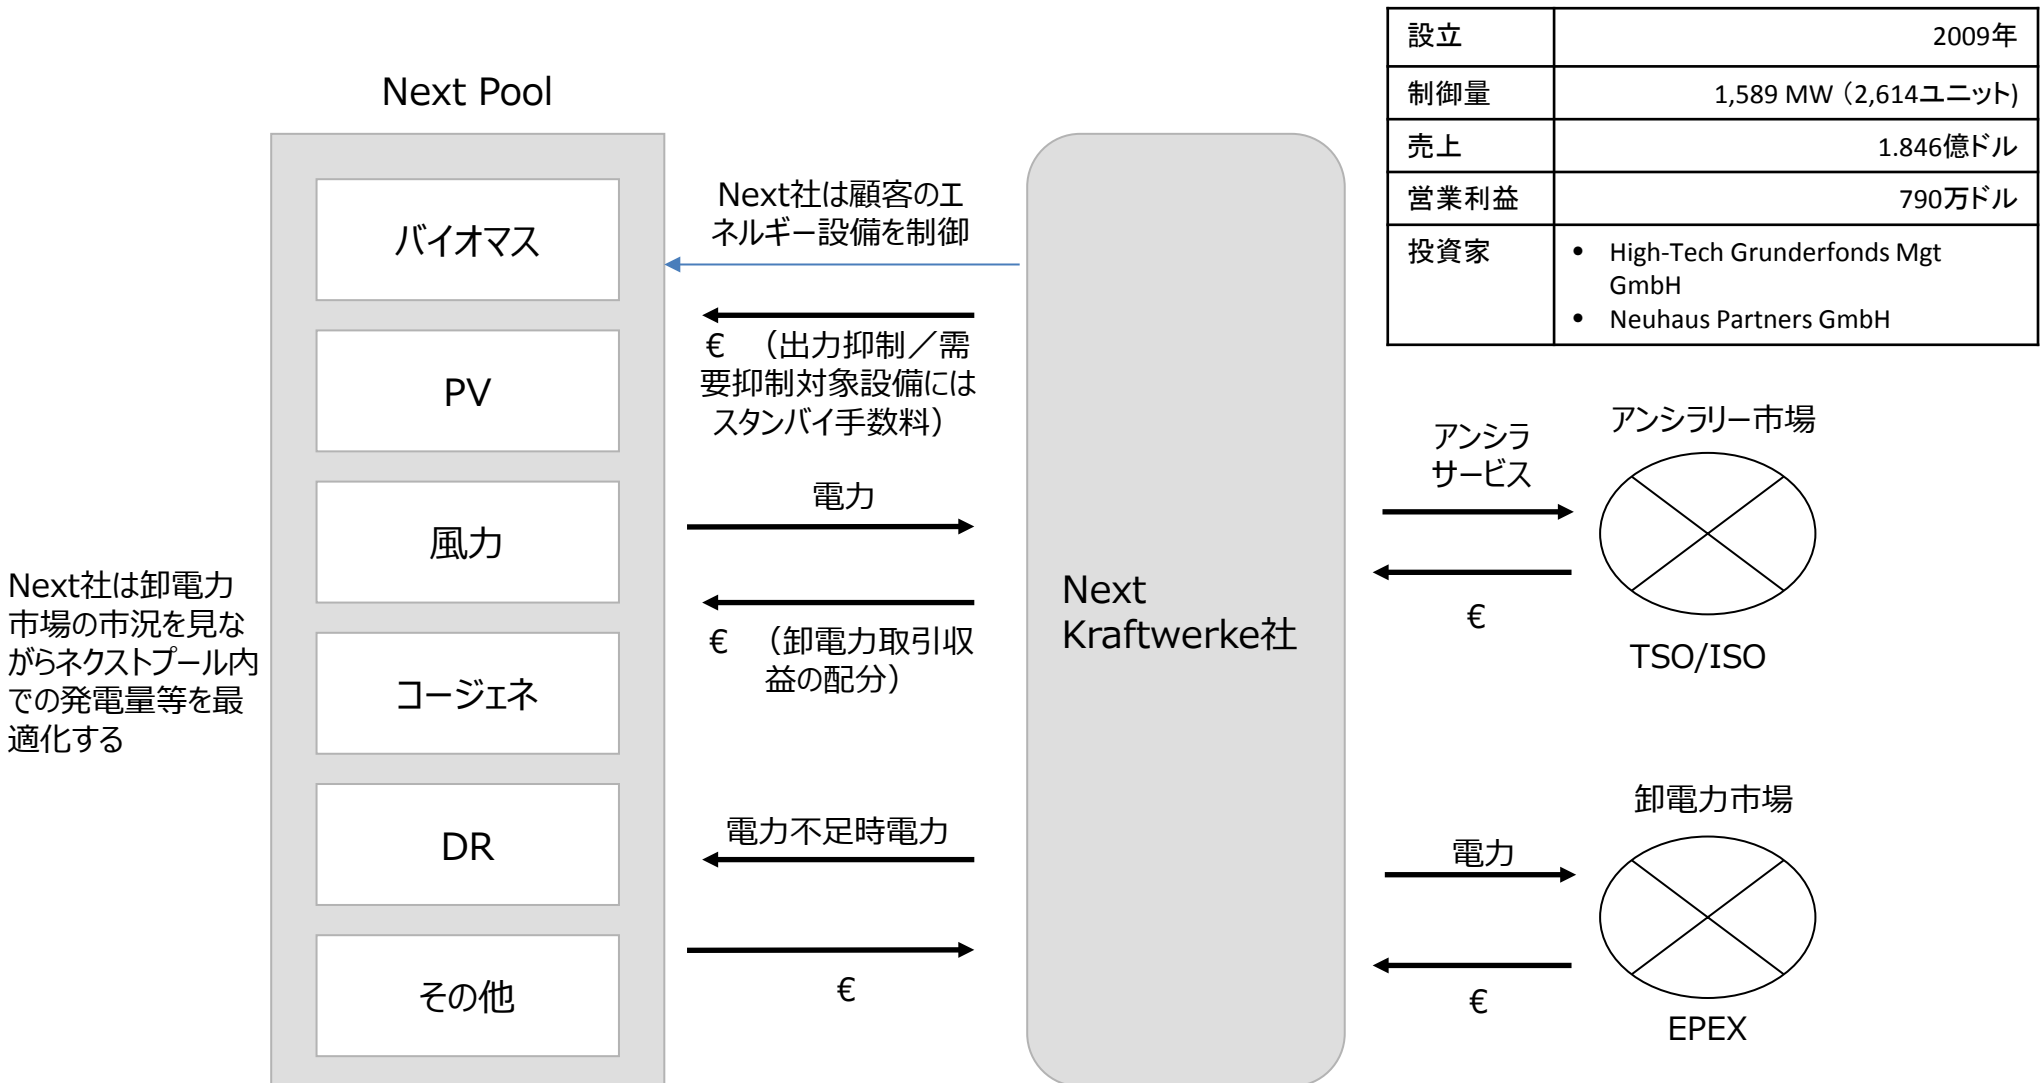 設立 2009年
制御量 1,589 MW （2,614ユニット)
売上 1.846億ドル
営業利益 790万ドル
投資家
• High-Tech Grunderfonds Mgt
GmbH
• Neuhaus Partners GmbH
Next Pool
バイオマス
PV
風力
コージェネ
DR
その他
Next社は卸電力
市場の市況を見な
がらネクストプール内
での発電量等を最
適化する
Next社は顧客のエ
ネルギー設備を制御
€ （出力抑制／需
要抑制対象設備には
スタンバイ手数料）
電力
€ （卸電力取引収
益の配分）
電力不足時電力
€
Next
Kraftwerke社
アンシラ
サービス
€
アンシラリー市場
TSO/ISO
電力
€
卸電力市場
EPEX